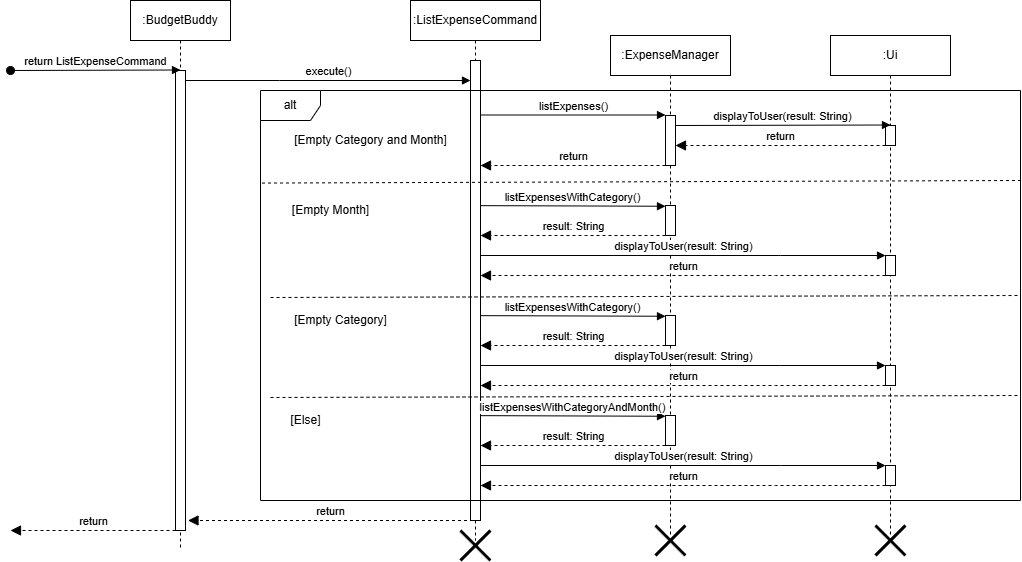 :BudgetBuddy
:ListExpenseCommand
:ExpenseManager
:Ui
return ListExpenseCommand
execute()
alt
listExpenses()
displayToUser(result: String)
[Empty Category and Month]
return
return
listExpensesWithCategory()
[Empty Month]
result: String
displayToUser(result: String)
return
listExpensesWithCategory()
[Empty Category]
result: String
displayToUser(result: String)
return
listExpensesWithCategoryAndMonth()
[Else]
result: String
displayToUser(result: String)
return
return
return